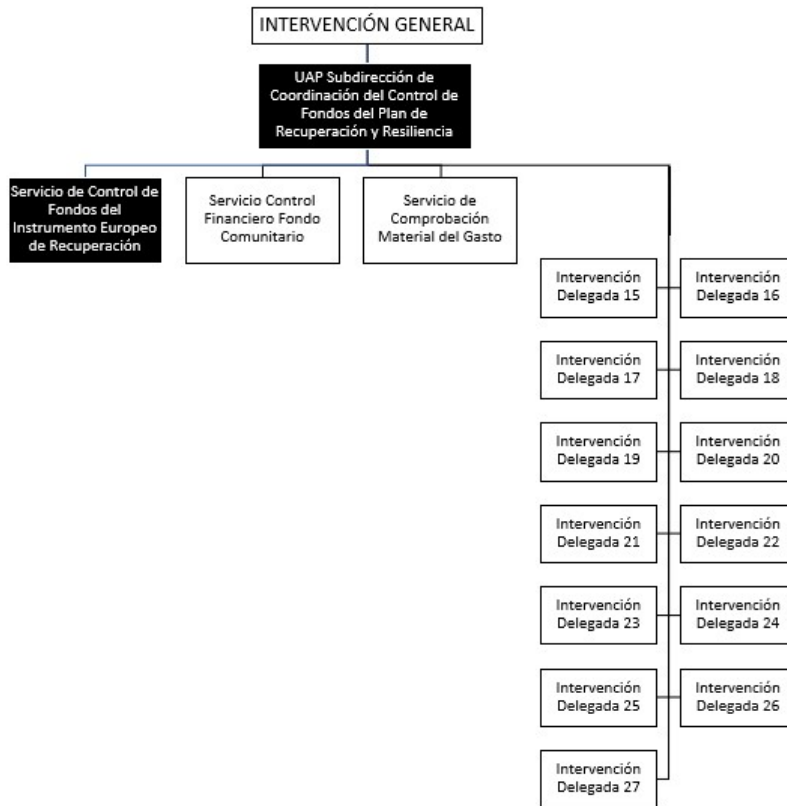 INTERVENCIÓN GENERAL
UAP Subdirección de
Coordinación del Control de
Fondos del Plan de
Recuperación y Resiliencia
Servicio de Control de
Fondos del
Instrumento Europeo
de Recuperación
Servicio Control
Financiero Fondo
Comunitario
Servicio de
Comprobación
Material del Gasto
Intervención
Delegada 15
Intervención
Delegada 16
Intervención
Delegada 17
Intervención
Delegada 18
Intervención
Delegada 19
Intervención
Delegada 20
Intervención
Delegada 21
Intervención
Delegada 22
Intervención
Delegada 23
Intervención
Delegada 24
Intervención
Delegada 25
Intervención
Delegada 26
Intervención
Delegada 27